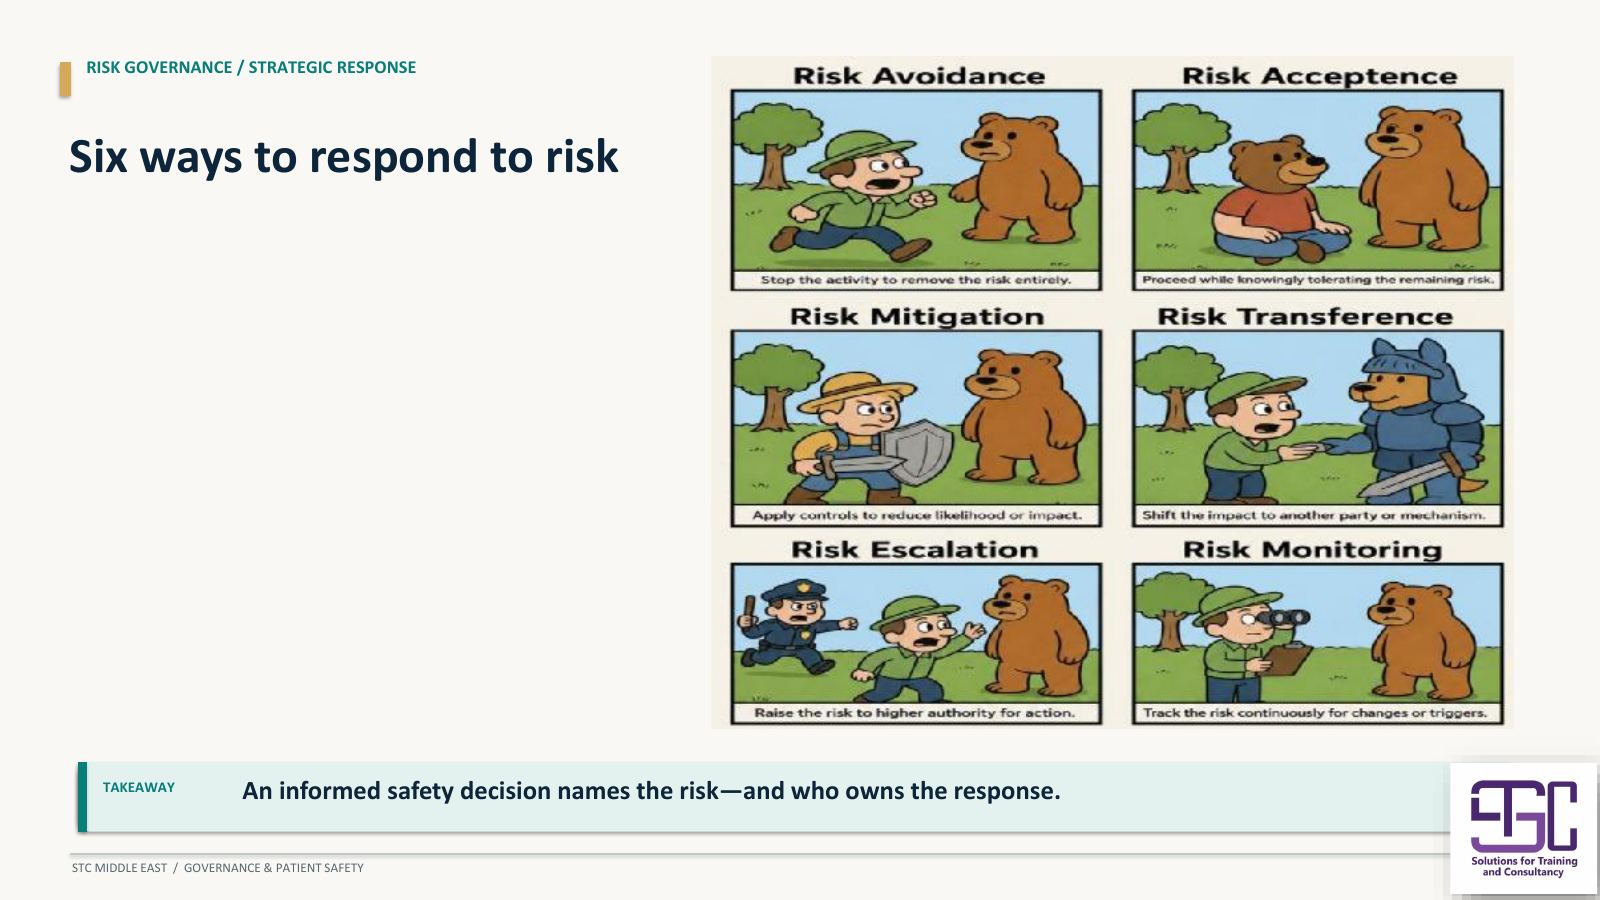 RISK GOVERNANCE / STRATEGIC RESPONSE
Six ways to respond to risk
Risk Avoidance
Stop the activity to remove the risk entirely.
Risk Acceptence
Proceed while knowingly tolerating the remaining risk.
Risk Mitigation
Apply controls to reduce likelihood or impact.
Risk Transference
Shift the impact to another party or mechanism.
Risk Escalation
Raise the risk to higher authority for action.
Risk Monitoring
Track the risk continuously for changes or triggers.
TAKEAWAY
An informed safety decision names the risk—and who owns the response.
STC MIDDLE EAST / GOVERNANCE & PATIENT SAFETY
STC
Solutions for Training
and Consultancy